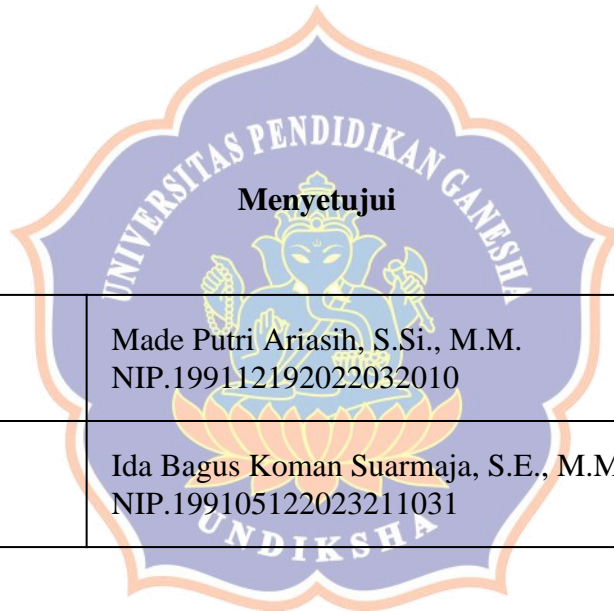 UNIVERSITAS PENDIDIKAN GANESHA
Menyetujui
Made Putri Ariasih, S.Si., M.M.
NIP.199112192022032010
Ida Bagus Koman Suarmaja, S.E., M.M
NIP.199105122023211031
UNDIKSHA